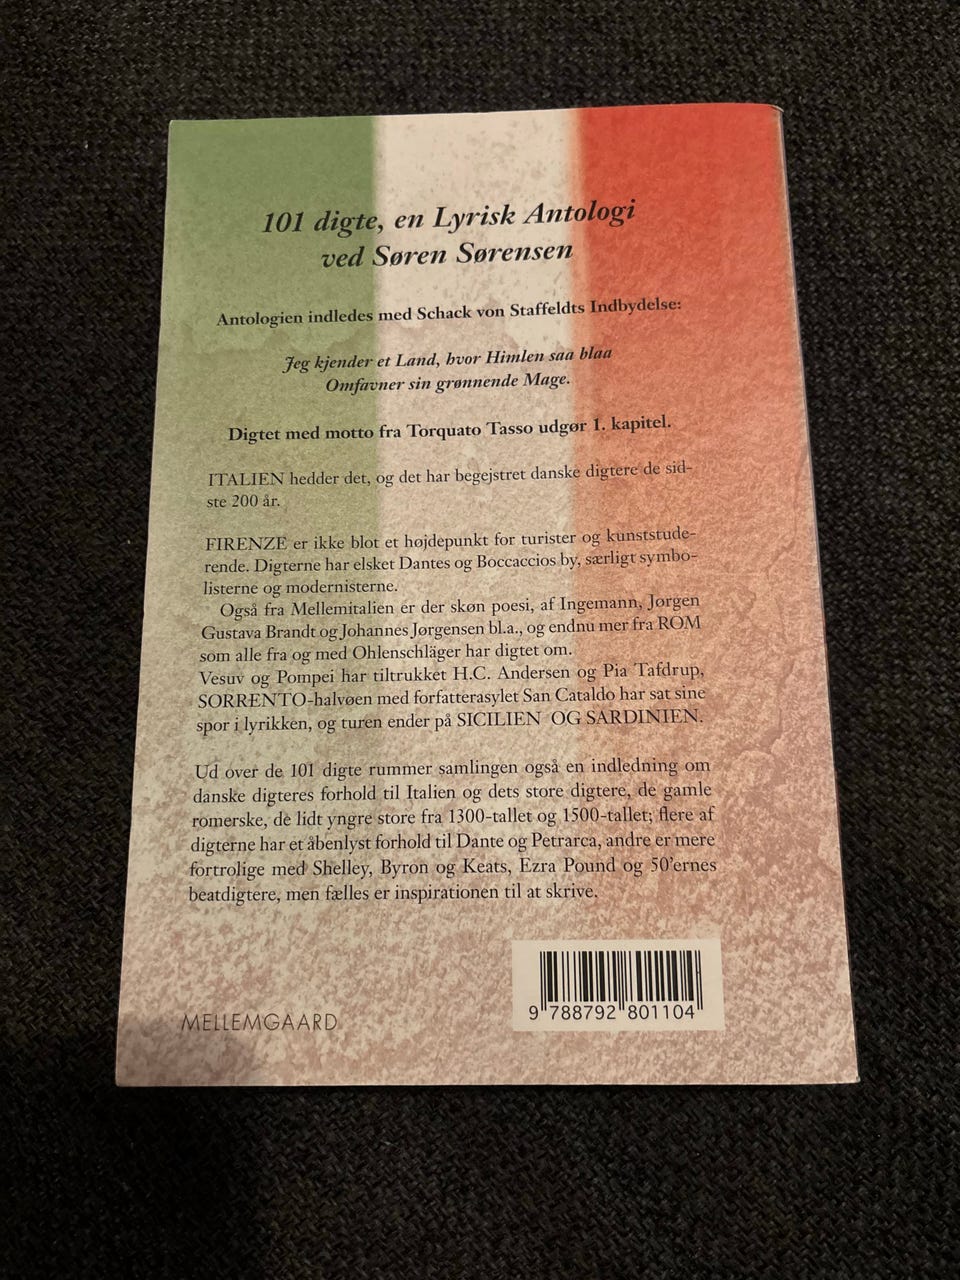 101 digte, en Lyrisk Antologi
ved Søren Sørensen
Antologien indledes med Schack von Staffeldts Indbydelse:
Jeg kjender et Land, hvor Himlen saa blaa
Omfavner sin grønnende Mage.
Digtet med motto fra Torquato Tasso udgør 1. kapitel.
ITALIEN hedder det, og det har begejstret danske digtere de sid-
ste 200 år.
FIRENZE er ikke blot et højdepunkt for turister og kunststude-
rende. Digterne har elsket Dantes og Boccaccios by, særligt symbo-
listerne og modernisterne.
Også fra Mellemitalien er der skøn poesi, af Ingemann, Jørgen
Gustava Brandt og Johannes Jørgensen bl.a., og endnu mer fra ROM
som alle fra og med Ohlenschläger har digtet om.
Vesuv og Pompei har tiltrukket H.C. Andersen og Pia Tafdrup,
SORRENTO-halvøen med forfatterasylet San Cataldo har sat sine
spor i lyrikken, og turen ender på SICILIEN OG SARDINIEN.
Ud over de 101 digte rummer samlingen også en indledning om
danske digteres forhold til Italien og dets store digtere, de gamle
romerske, de lidt yngre store fra 1300-tallet og 1500-tallet; flere af
digterne har et åbenlyst forhold til Dante og Petrarca, andre er mere
fortrolige med Shelley, Byron og Keats, Ezra Pound og 50'ernes
beatdigtere, men fælles er inspirationen til at skrive.
MELLEMGAARD
9 788792 801104